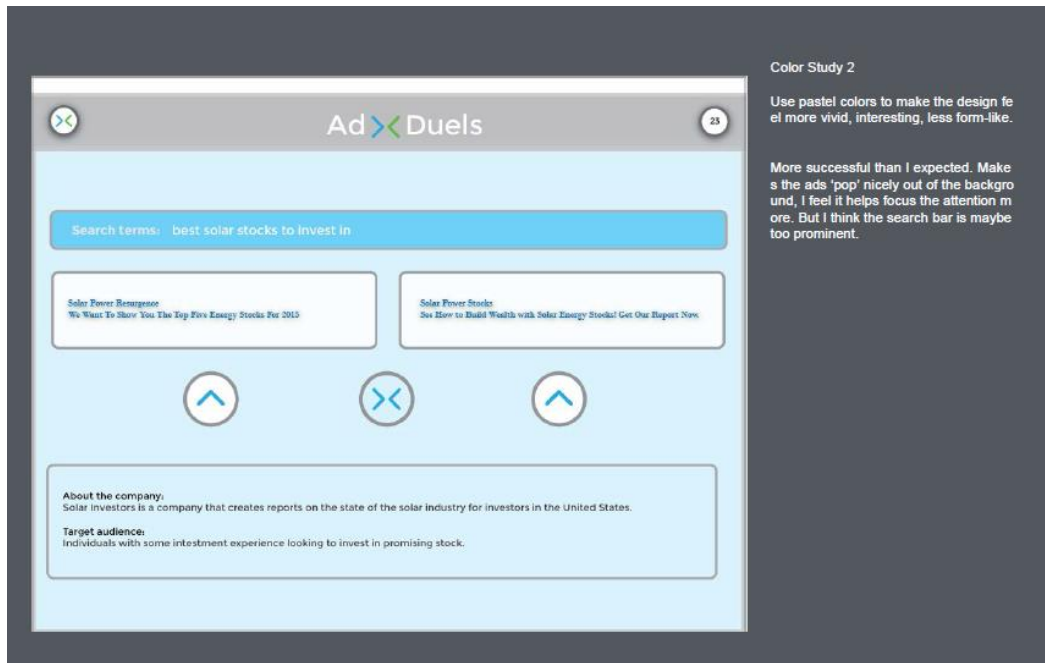 Color Study 2
Use pastel colors to make the design fe
el more vivid, interesting, less form-like.
More successful than I expected. Make
s the ads ‘pop’ nicely out of the backgro
und, I feel it helps focus the attention m
ore. But I think the search bar is maybe
too prominent.
Ad Duels
25
Search terms: best solar stocks to invest in
Solar Power Resurgence
We Want To Show You The Top Five Energy Stocks For 2015
Solar Power Stocks
See How to Build Wealth with Solar Energy Stocks! Get Our Report Now
About the company:
Solar Investors is a company that creates reports on the state of the solar industry for investors in the United States.
Target audience:
Individuals with some intestment experience looking to invest in promising stock.